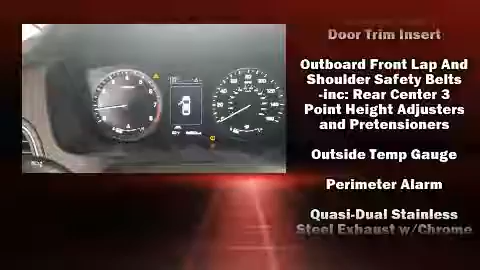 Door Trim Insert
Outboard Front Lap And
Shoulder Safety Belts
-inc: Rear Center 3
Point Height Adjusters
and Pretensioners
Outside Temp Gauge
Perimeter Alarm
Quasi-Dual Stainless
Steel Exhaust w/Chrome